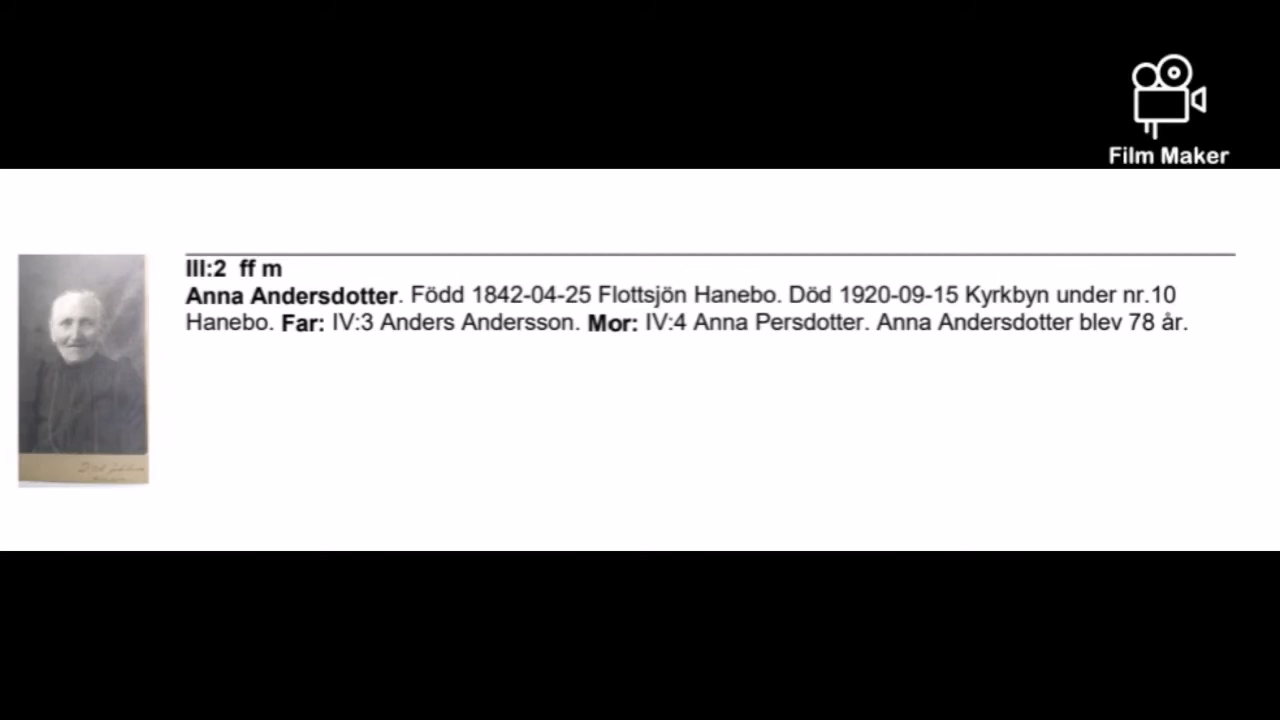 Film Maker
III:2 ff m
Anna Andersdotter. Född 1842-04-25 Flottsjön Hanebo. Död 1920-09-15 Kyrkbyn under nr.10
Hanebo. Far: IV:3 Anders Andersson. Mor: IV:4 Anna Persdotter. Anna Andersdotter blev 78 år.